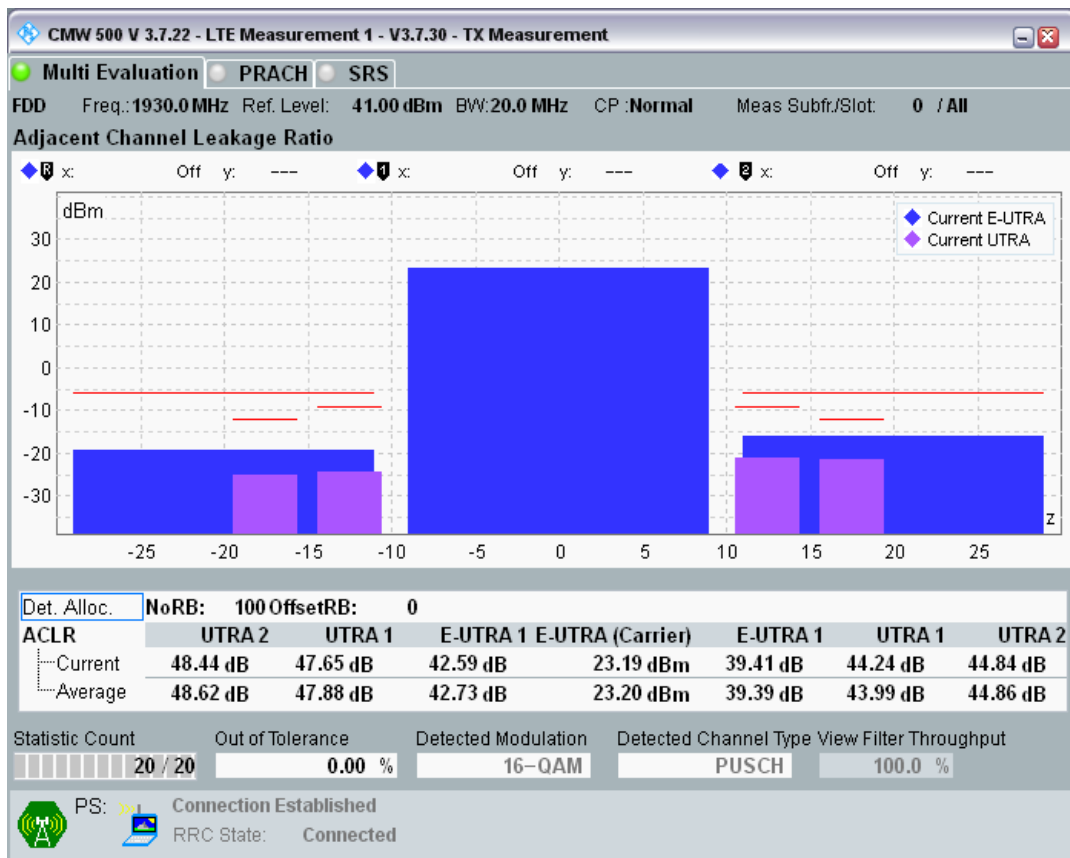 CMW 500 V 3.7.22 - LTE Measurement 1 - V3.7.30 - TX Measurement
Multi Evaluation PRACH SRS
FDD Freq.: 1930.0 MHz Ref. Level: 41.00 dBm BW: 20.0 MHz CP :Normal Meas Subfr./Slot: 0 / All
Adjacent Channel Leakage Ratio
R x: Off y: --- 1 x: Off y: --- 2 x: Off y: ---
dBm
Current E-UTRA
Current UTRA
30
20
10
0
-10
-20
-30
z
-25 -20 -15 -10 -5 0 5 10 15 20 25
Det. Alloc. NoRB: 100 OffsetRB: 0
ACLR UTRA 2 UTRA 1 E-UTRA 1 E-UTRA (Carrier) E-UTRA 1 UTRA 1 UTRA 2
Current 48.44 dB 47.65 dB 42.59 dB 23.19 dBm 39.41 dB 44.24 dB 44.84 dB
Average 48.62 dB 47.88 dB 42.73 dB 23.20 dBm 39.39 dB 43.99 dB 44.86 dB
Statistic Count Out of Tolerance Detected Modulation Detected Channel Type View Filter Throughput
20 / 20 0.00 % 16-QAM PUSCH 100.0 %
PS: Connection Established
RRC State: Connected